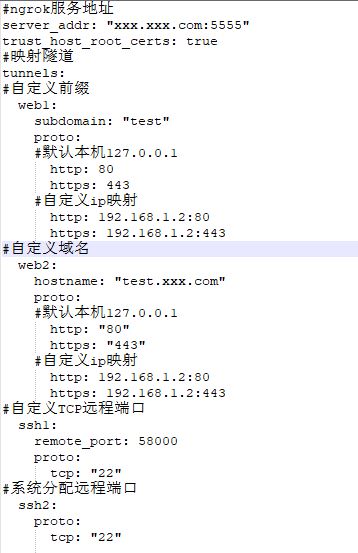 #ngrok服务地址
server_addr: "xxx.xxx.com:5555"
trust_host_root_certs: true
#映射隧道
tunnels:
#自定义前缀
  web1:
    subdomain: "test"
    proto:
    #默认本机127.0.0.1
      http: 80
      https: 443
    #自定义ip映射
      http: 192.168.1.2:80
      https: 192.168.1.2:443
#自定义域名
  web2:
    hostname: "test.xxx.com"
    proto:
    #默认本机127.0.0.1
      http: "80"
      https: "443"
    #自定义ip映射
      http: 192.168.1.2:80
      https: 192.168.1.2:443
#自定义TCP远程端口
  ssh1:
    remote_port: 58000
    proto:
      tcp: "22"
#系统分配远程端口
  ssh2:
    proto:
      tcp: "22"